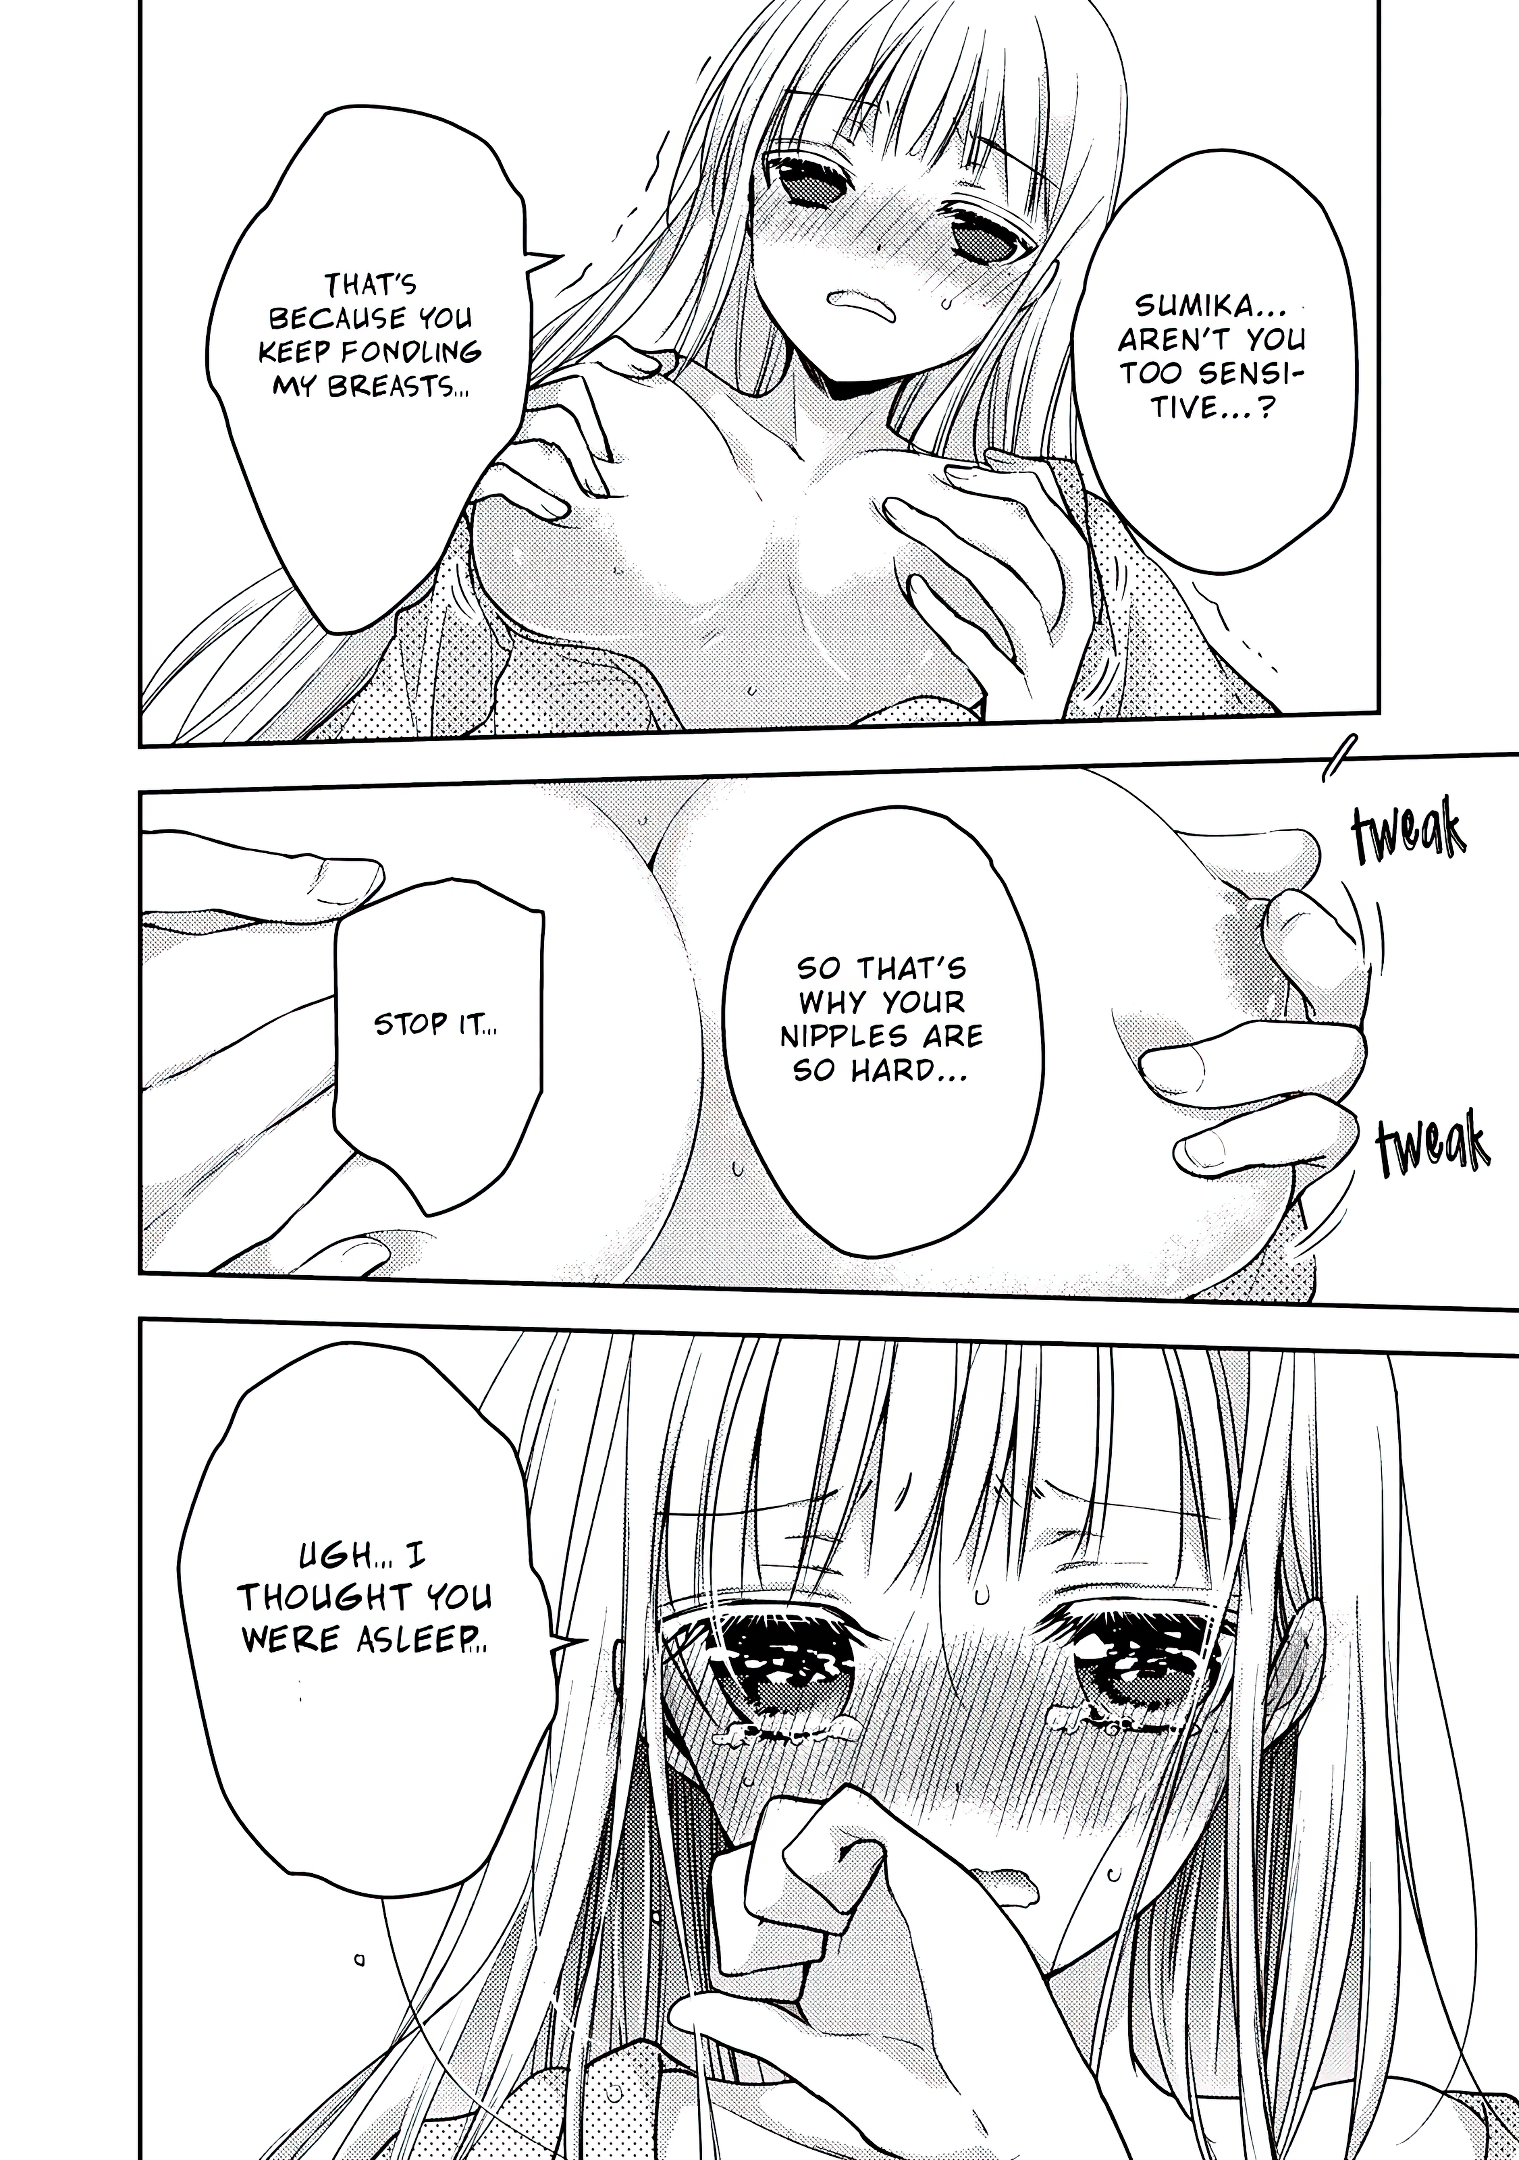 SUMIKA...
AREN'T YOU
TOO SENSI-
TIVE...?
THAT'S
BECAUSE YOU
KEEP FONDLING
MY BREASTS...
tweak
SO THAT'S
WHY YOUR
NIPPLES ARE
SO HARD...
tweak
STOP IT...
UGH... I
THOUGHT YOU
WERE ASLEEP...